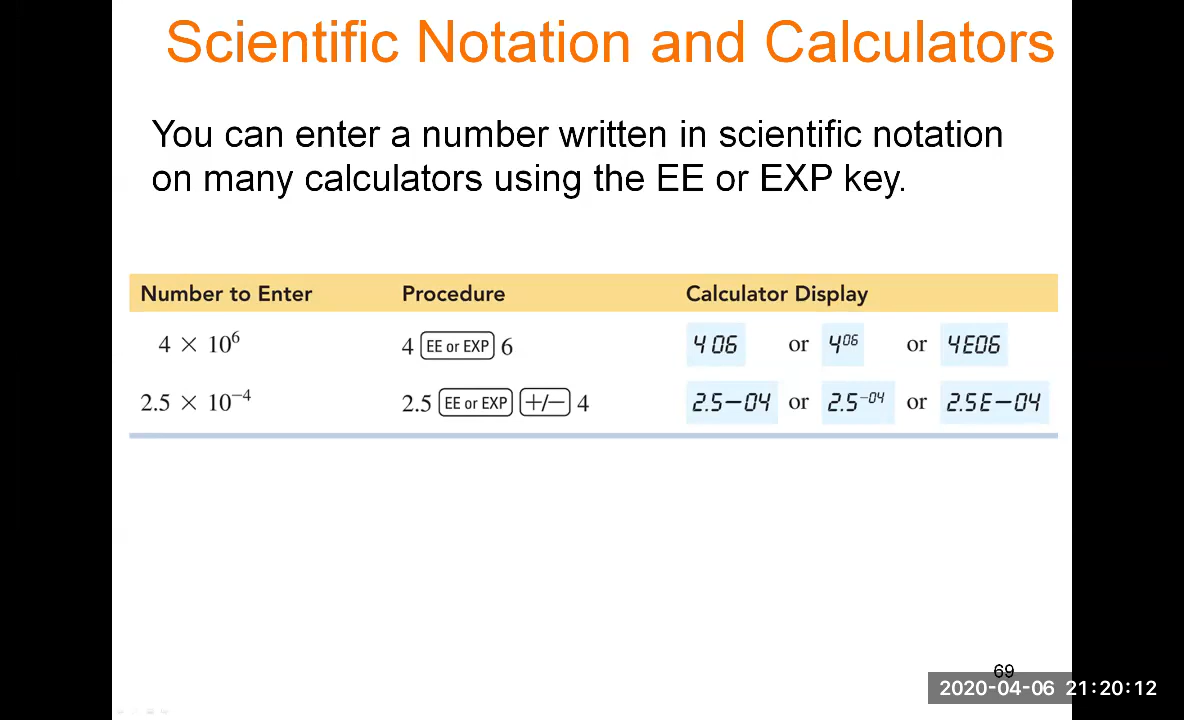 Scientific Notation and Calculators
You can enter a number written in scientific notation
on many calculators using the EE or EXP key.
Number to Enter Procedure Calculator Display
4 × 10⁶ 4 EE or EXP 6 4 06 or 4⁰⁶ or 4E06
2.5 × 10⁻⁴ 2.5 EE or EXP +/− 4 2.5−04 or 2.5⁻⁰⁴ or 2.5E−04
69
2020-04-06 21:20:12